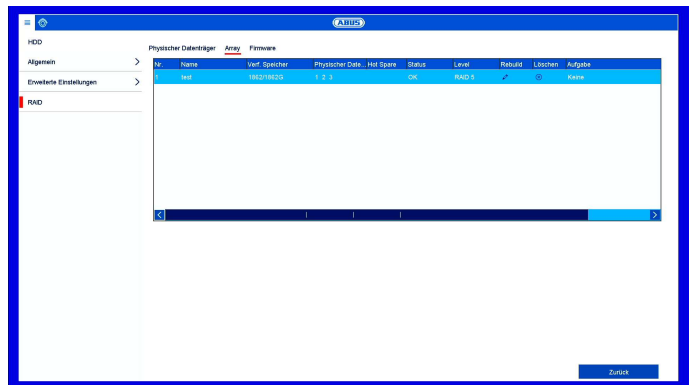 ABUS
HDD
Physischer Datenträger Array Firmware
Allgemein
Erweiterte Einstellungen
RAID
Nr. Name Verf. Speicher Physischer Date... Hot Spare Status Level Rebuild Löschen Aufgabe
1 test 1862/1862G 1 2 3 OK RAID 5 Keine
Zurück